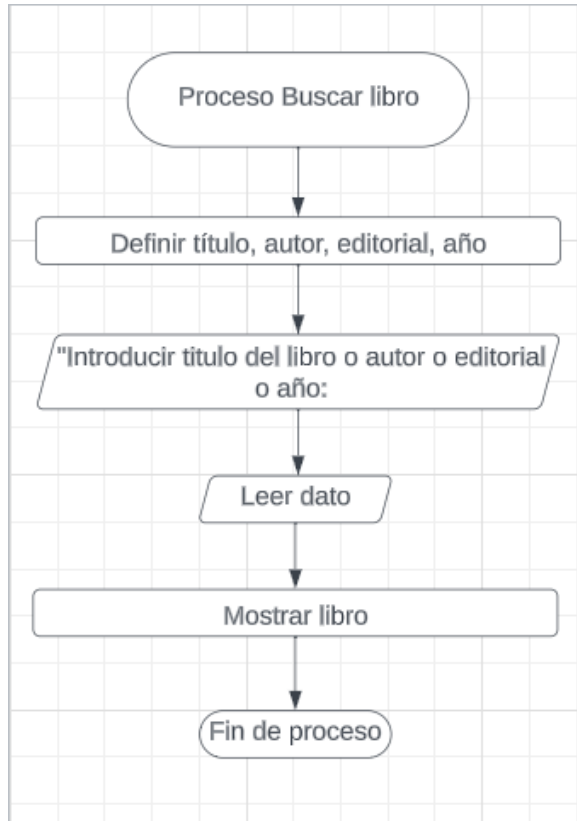 Proceso Buscar libro
Definir título, autor, editorial, año
"Introducir titulo del libro o autor o editorial
o año:
Leer dato
Mostrar libro
Fin de proceso